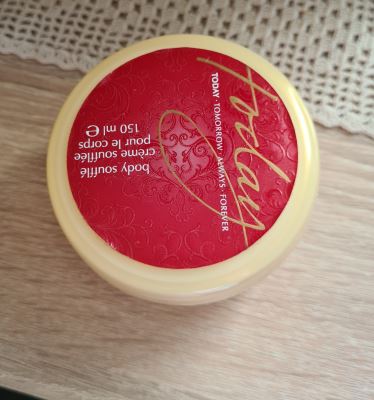 Today
TODAY · TOMORROW · ALWAYS · FOREVER
body soufflé
crème soufflée
pour le corps
150 ml e